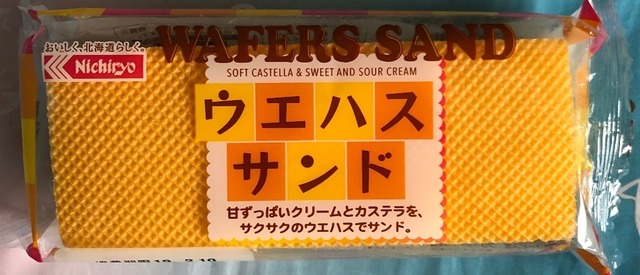 WAFERS SAND
おいしく、北海道らしく。
Nichiryo
SOFT CASTELLA & SWEET AND SOUR CREAM
ウエハス
サンド
甘ずっぱいクリームとカステラを、
サクサクのウエハスでサンド。